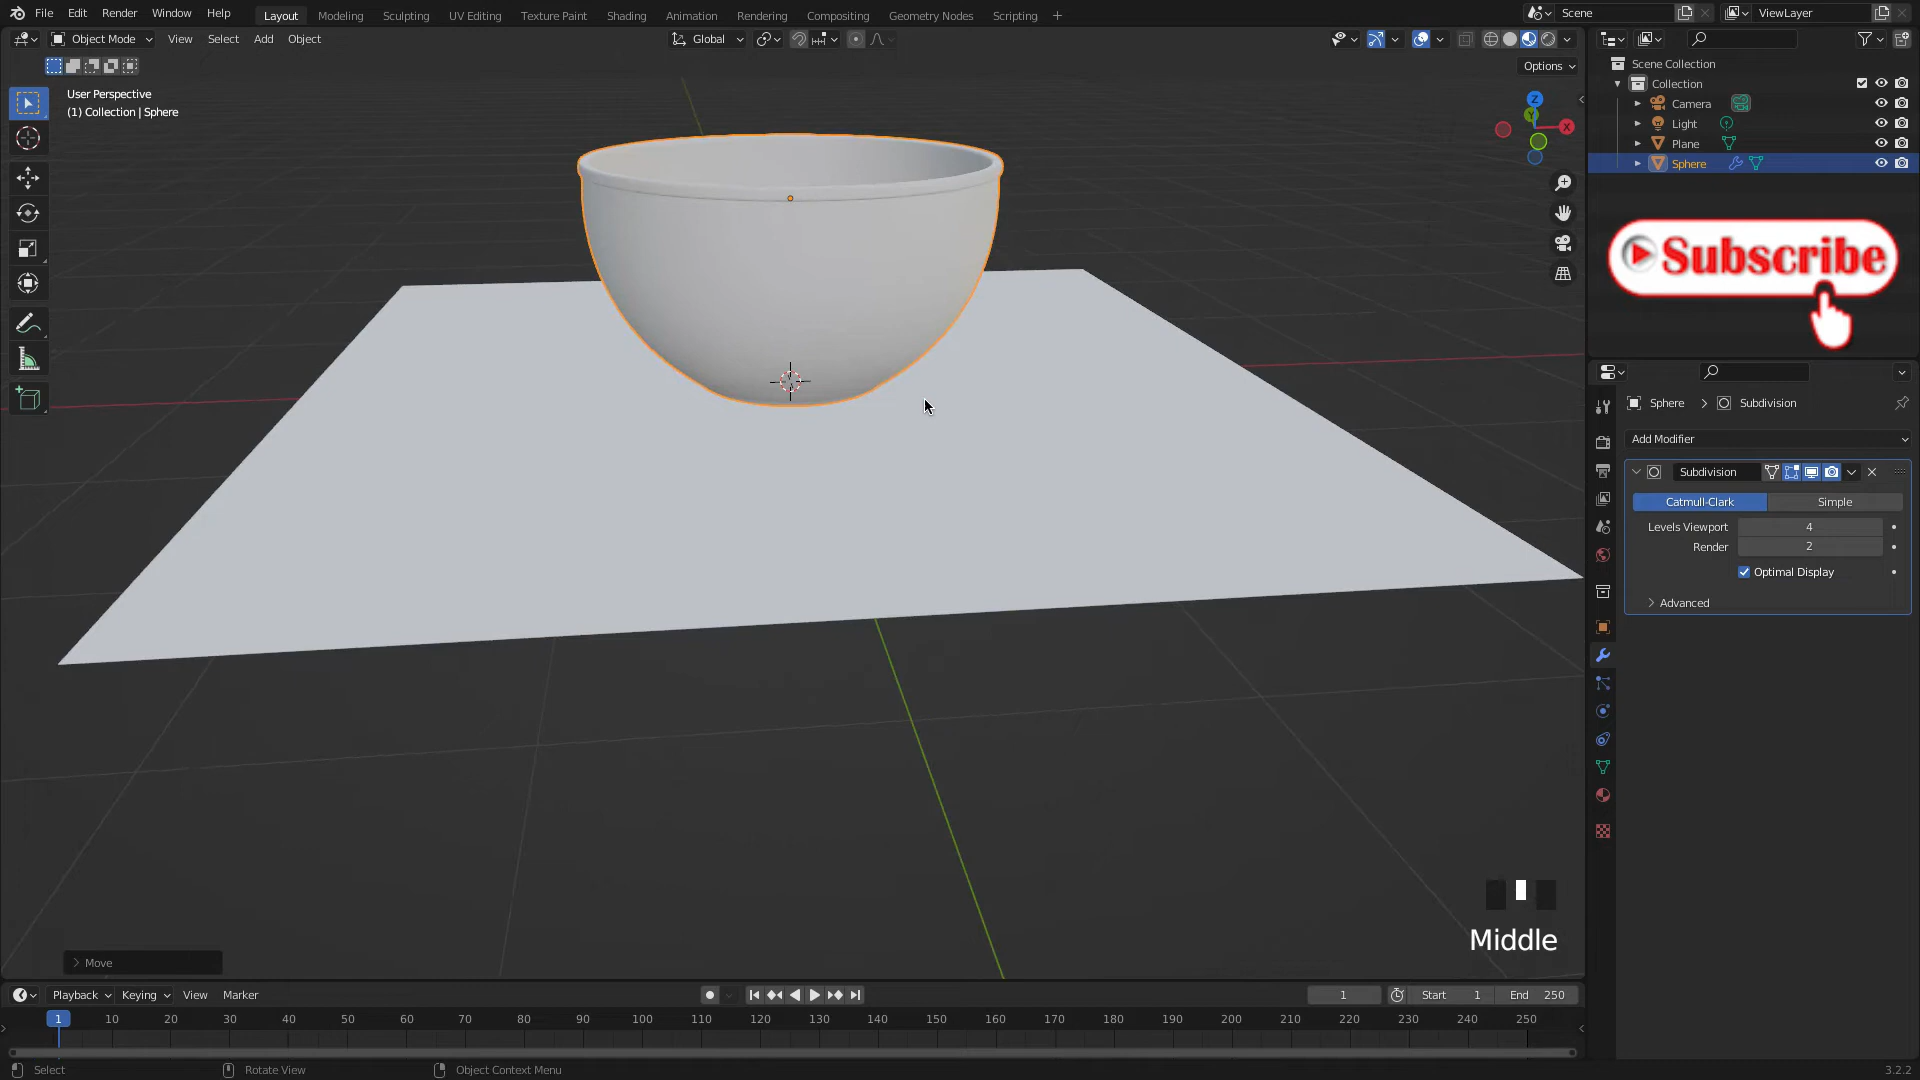 File Edit Render Window Help Layout Modeling Sculpting UV Editing Texture Paint Shading Animation Rendering Compositing Geometry Nodes Scripting + Scene ViewLayer
Object Mode View Select Add Object Global
Options
User Perspective
(1) Collection | Sphere
Z
Y
X
Scene Collection
Collection
Camera
Light
Plane
Sphere
Subscribe
Sphere > Subdivision
Add Modifier
Subdivision
Catmull-Clark Simple
Levels Viewport 4
Render 2
Optimal Display
Advanced
Middle
Move
Playback Keying View Marker 1 Start 1 End 250
1 10 20 30 40 50 60 70 80 90 100 110 120 130 140 150 160 170 180 190 200 210 220 230 240 250
Select Rotate View Object Context Menu 3.2.2